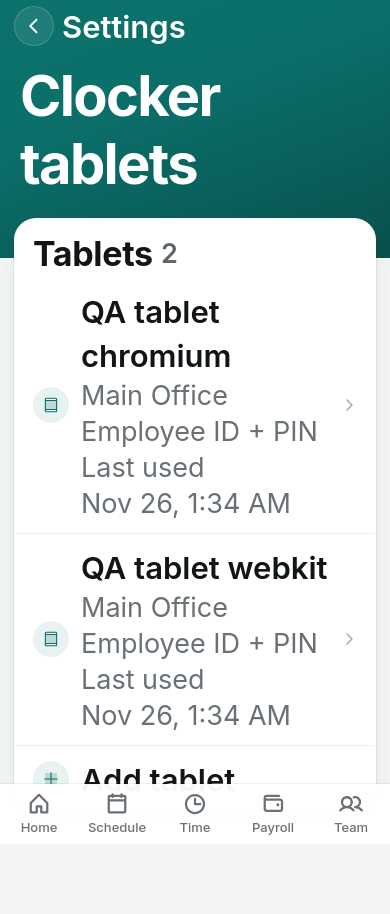 Settings
Clocker
tablets
Tablets 2
QA tablet
chromium
Main Office
Employee ID + PIN
Last used
Nov 26, 1:34 AM
QA tablet webkit
Main Office
Employee ID + PIN
Last used
Nov 26, 1:34 AM
Add tablet
Home Schedule Time Payroll Team